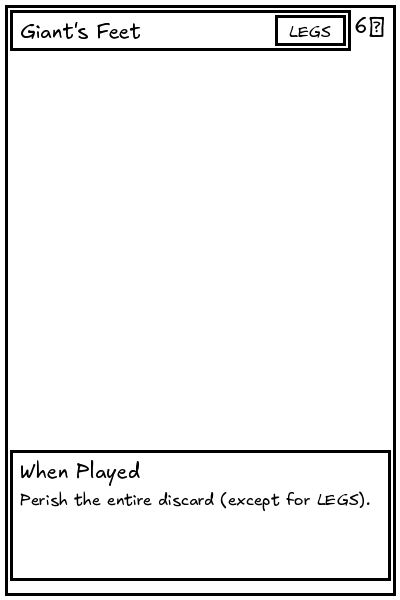 Giant's Feet
LEGS
6
When Played
Perish the entire discard (except for LEGS).